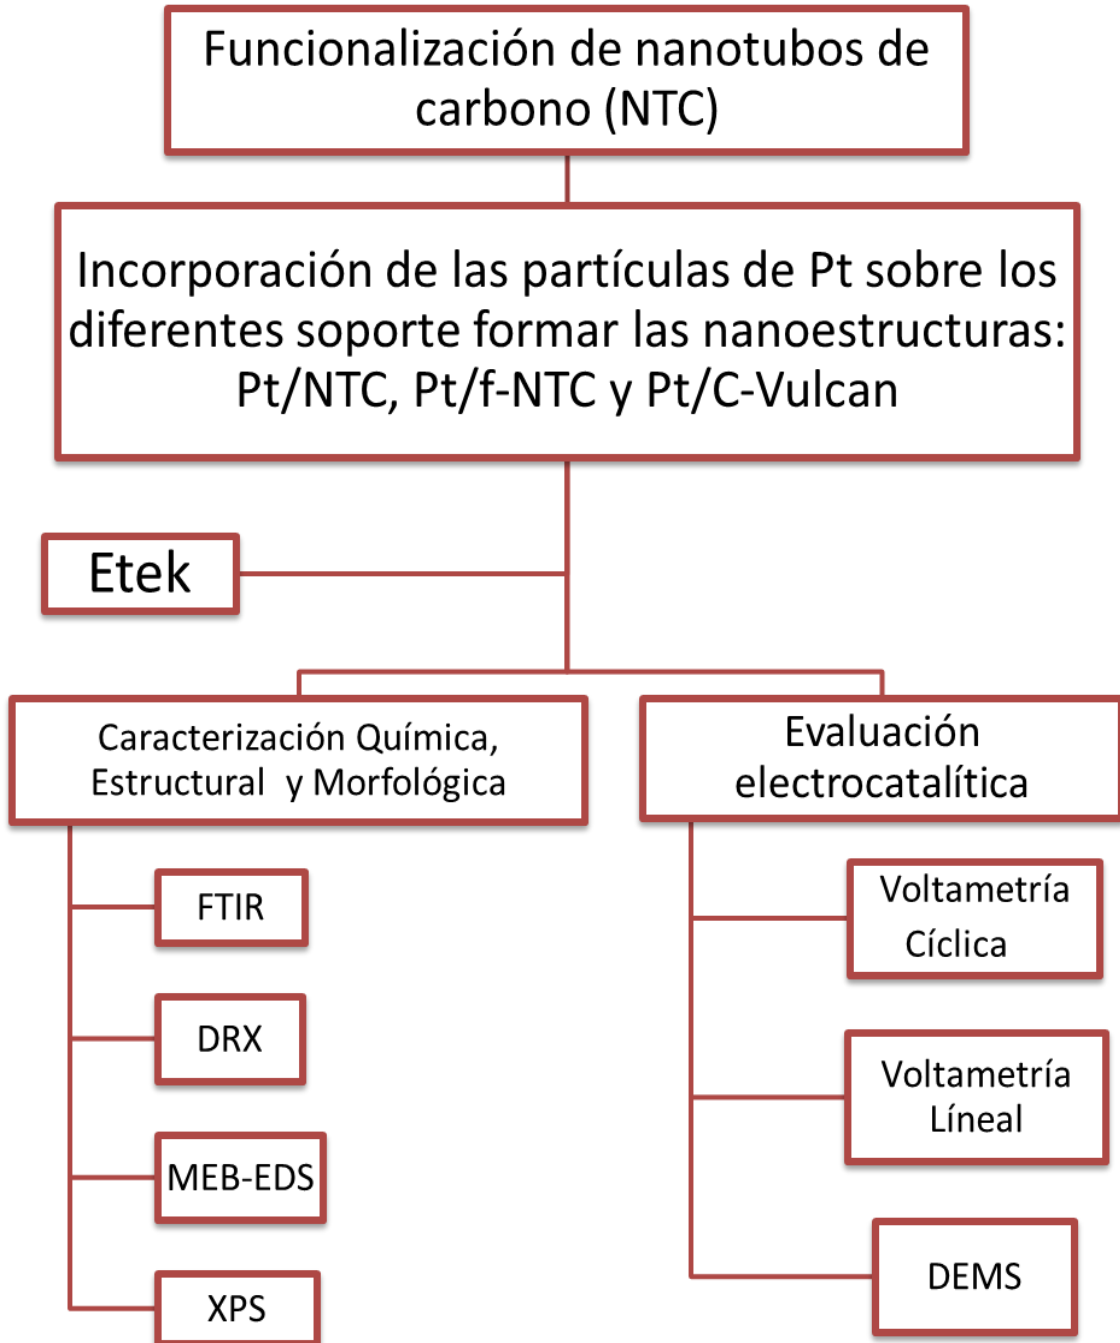 Funcionalización de nanotubos de
carbono (NTC)
Incorporación de las partículas de Pt sobre los
diferentes soporte formar las nanoestructuras:
Pt/NTC, Pt/f-NTC y Pt/C-Vulcan
Etek
Caracterización Química,
Estructural y Morfológica
FTIR
DRX
MEB-EDS
XPS
Evaluación
electrocatalítica
Voltametría
Cíclica
Voltametría
Líneal
DEMS